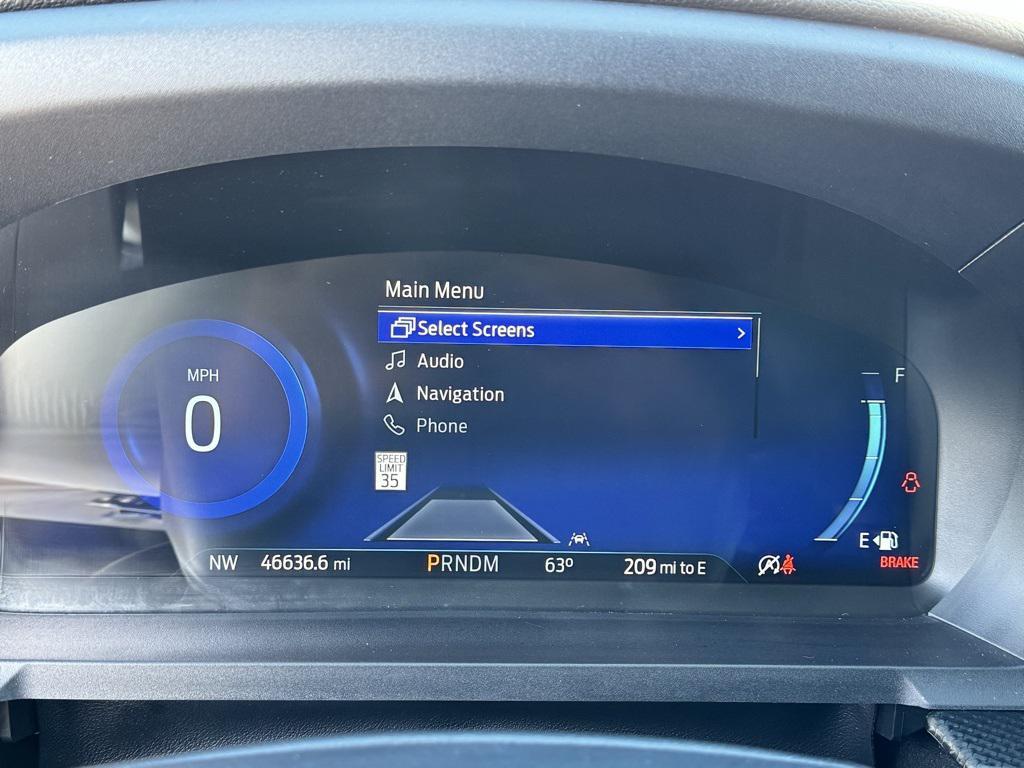 Main Menu
Select Screens
Audio
Navigation
Phone
MPH
0
SPEED
LIMIT
35
F
E
BRAKE
NW 46636.6 mi PRNDM 63º 209 mi to E